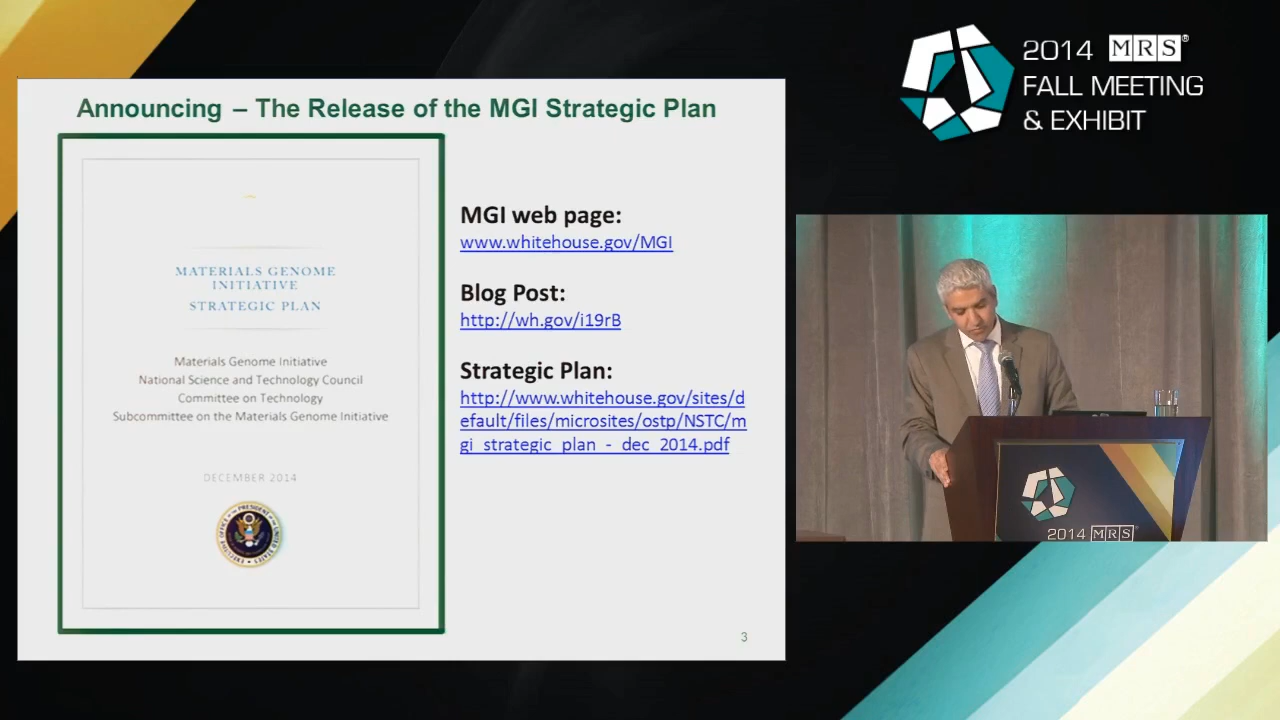 Announcing – The Release of the MGI Strategic Plan
MATERIALS GENOME
INITIATIVE
STRATEGIC PLAN
Materials Genome Initiative
National Science and Technology Council
Committee on Technology
Subcommittee on the Materials Genome Initiative
DECEMBER 2014
MGI web page:
www.whitehouse.gov/MGI
Blog Post:
http://wh.gov/i19rB
Strategic Plan:
http://www.whitehouse.gov/sites/d
efault/files/microsites/ostp/NSTC/m
gi_strategic_plan_-_dec_2014.pdf
3
2014 MRS®
FALL MEETING
& EXHIBIT
2014 MRS